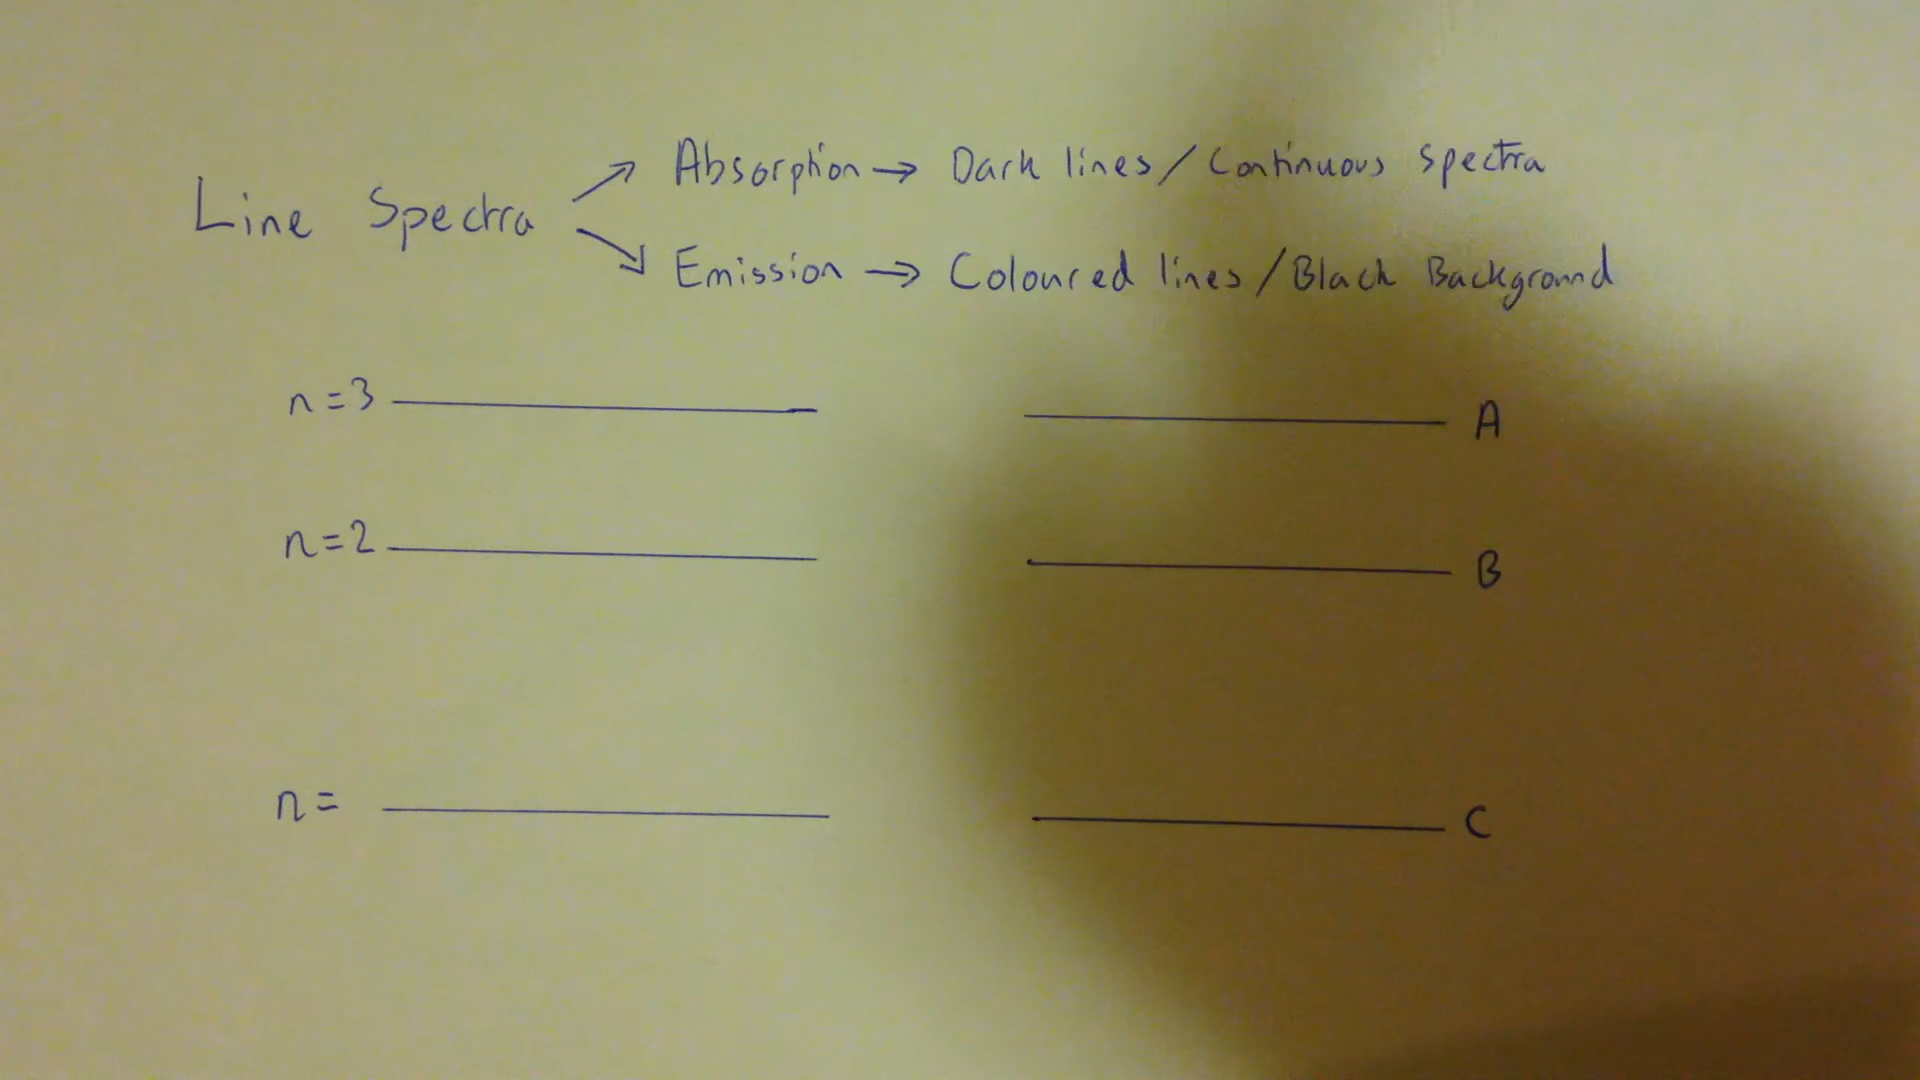 Line Spectra
Absorption → Dark lines / Continuous spectra
Emission → Coloured lines / Black Background
n=3 A
n=2 B
n= C